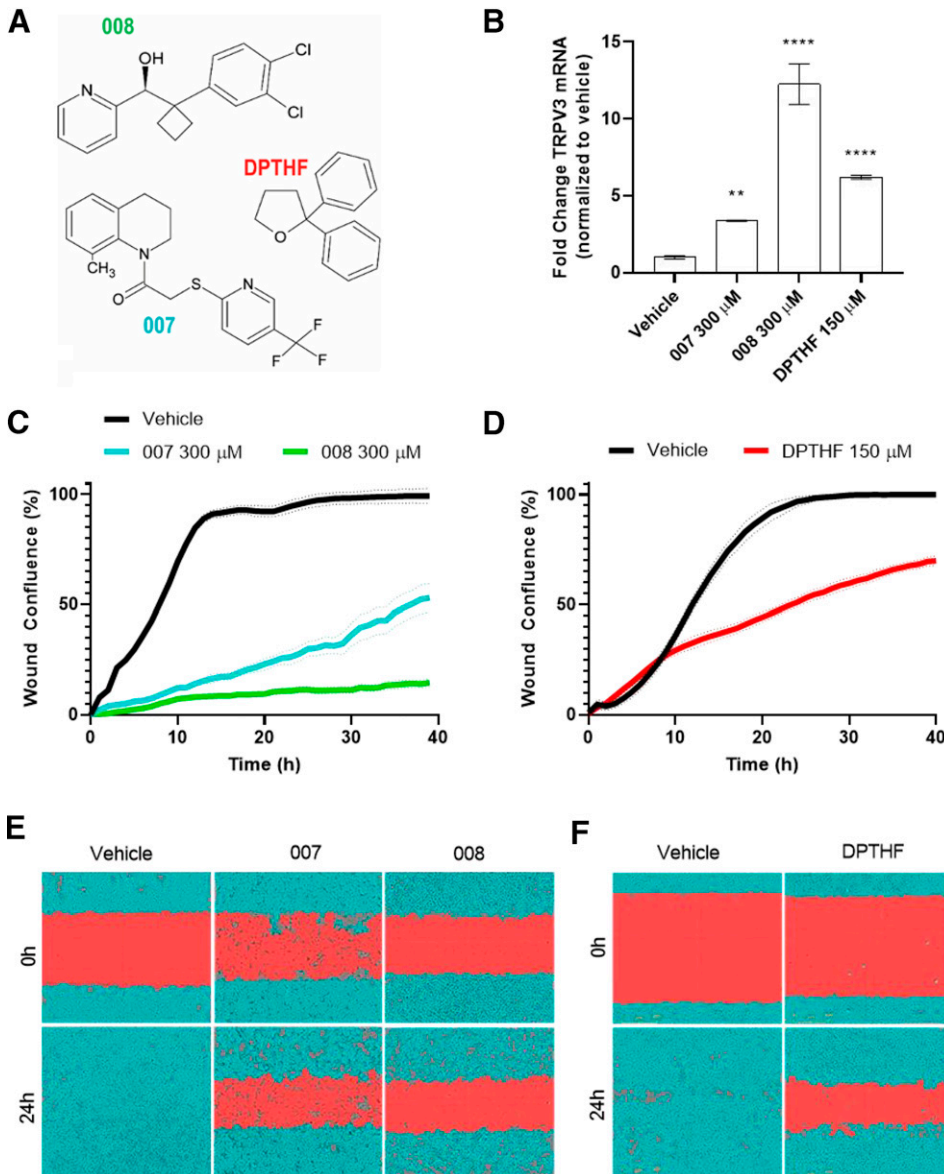 A
008
OH
N
Cl
Cl
DPTHF
O
N
CH3
O
S
N
F
F
F
007
B
Fold Change TRPV3 mRNA
(normalized to vehicle)
15
10
5
0
**
****
****
Vehicle
007 300 μM
008 300 μM
DPTHF 150 μM
C
Vehicle
007 300 μM
008 300 μM
Wound Confluence (%)
100
50
0
0 10 20 30 40
Time (h)
D
Vehicle
DPTHF 150 μM
Wound Confluence (%)
100
50
0
0 10 20 30 40
Time (h)
E
Vehicle 007 008
0h
24h
F
Vehicle DPTHF
0h
24h